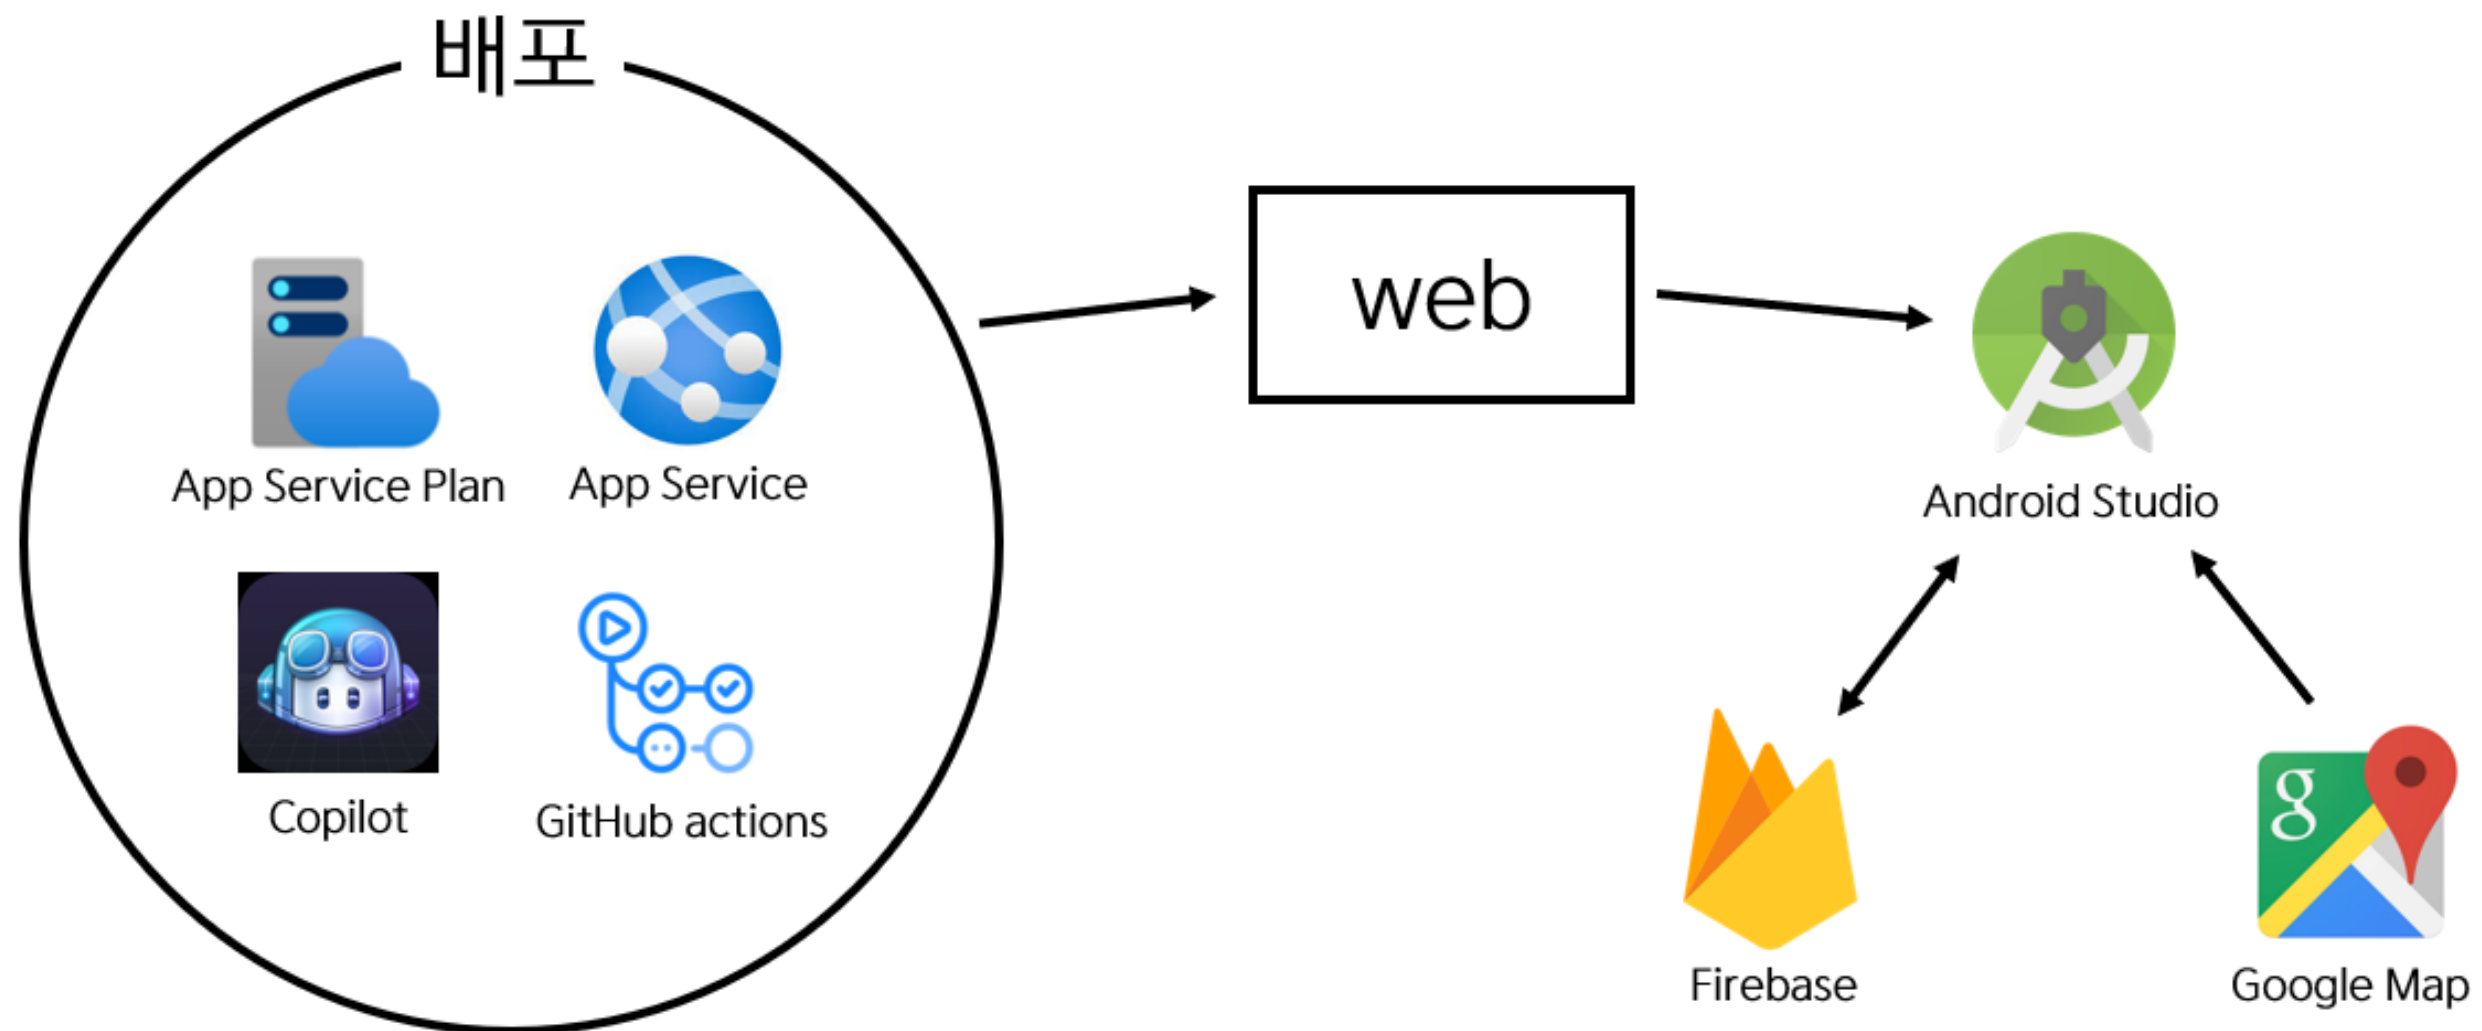 배포
App Service Plan
App Service
Copilot
GitHub actions
web
Android Studio
Firebase
g
Google Map